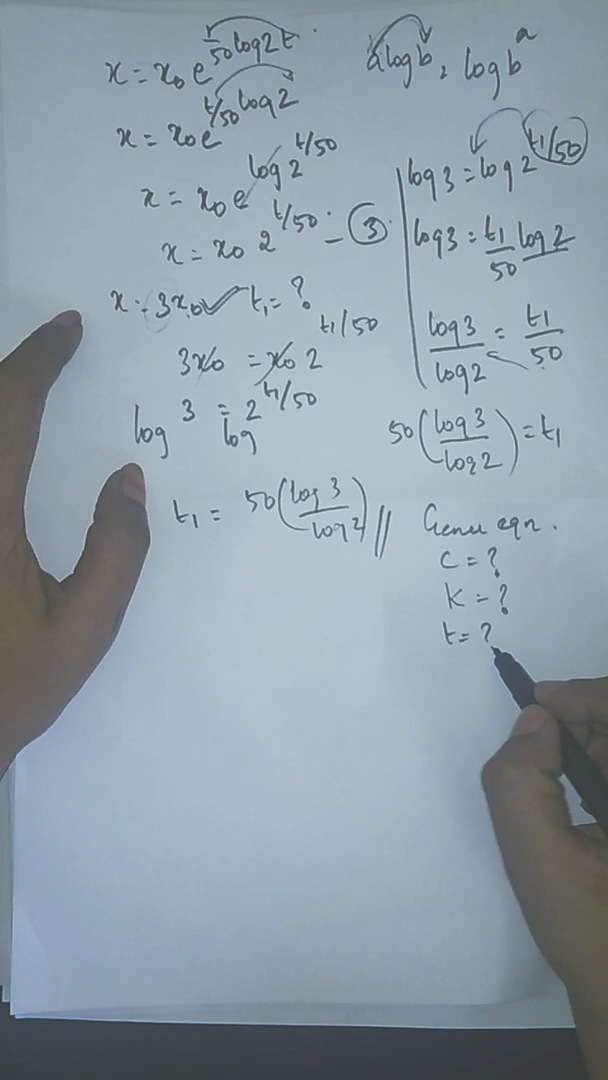 x = x₀ e^{1/50 log2 t}
a log b = log b^a
x = x₀ e^{t/50 log 2}
x = x₀ e^{log 2^{t/50}}
x = x₀ 2^{t/50} - ③
x = 3x₀ ✓ t₁ = ?
3x₀ = x₀ 2^{t₁/50}
log 3 = log 2^{t₁/50}
t₁ = 50 (log 3 / log 2) //
log 3 = log 2^{t₁/50}
log 3 = t₁/50 log 2
log 3 / log 2 = t₁/50
50 (log 3 / log 2) = t₁
eqn.
C = ?
K = ?
t = ?